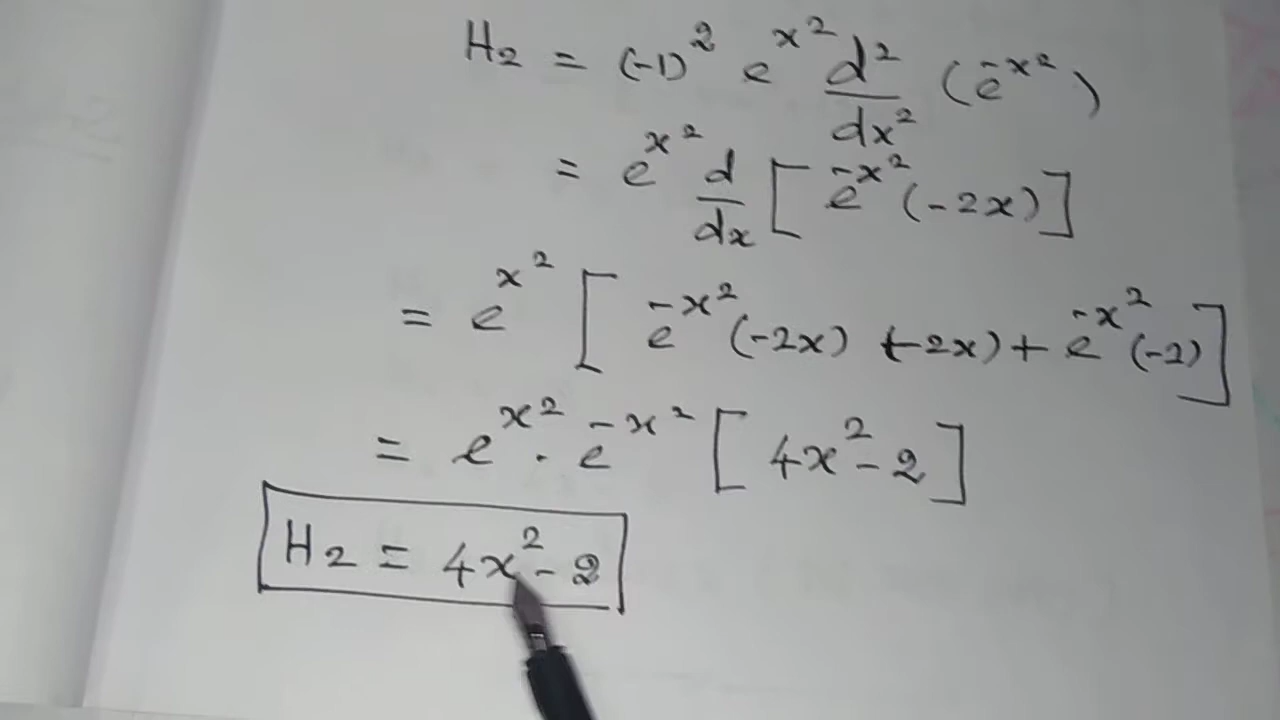 H₂ = (-1)² e^{x²} d²/dx² (e^{-x²})
= e^{x²} d/dx [ e^{-x²} (-2x) ]
= e^{x²} [ e^{-x²} (-2x) (-2x) + e^{-x²} (-2) ]
= e^{x²} . e^{-x²} [ 4x² - 2 ]
H₂ = 4x² - 2